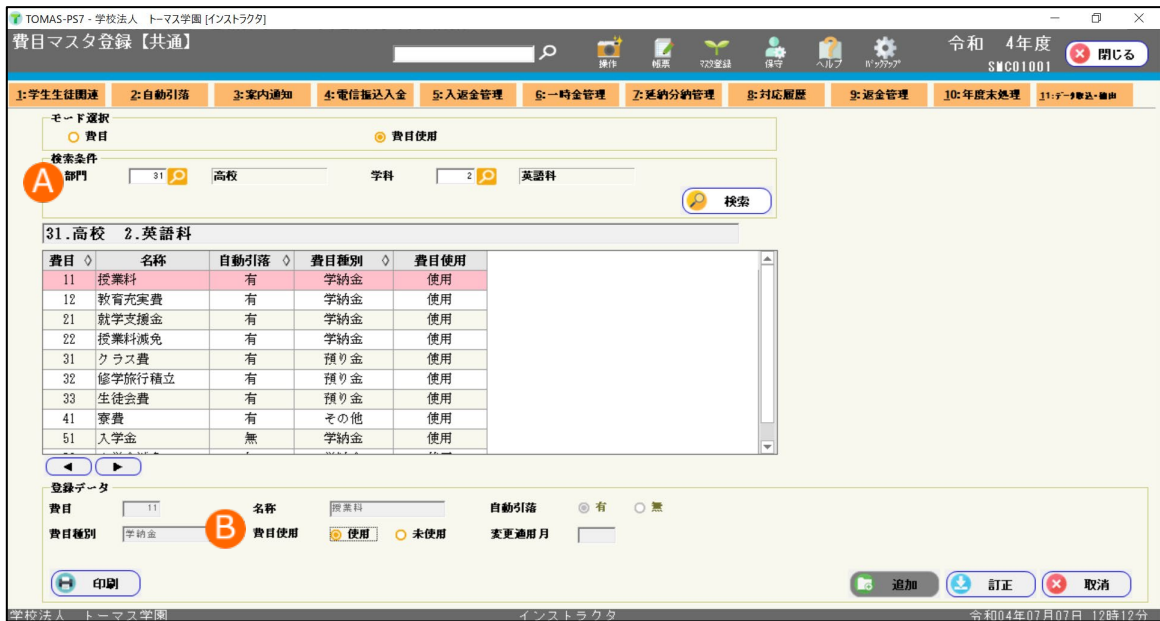 TOMAS-PS7 - 学校法人　トーマス学園 [インストラクタ]
費目マスタ登録【共通】
操作 帳票 マスタ登録 保守 ヘルプ バックアップ
令和 4年度
SMC01001
閉じる
1:学生生徒関連 2:自動引落 3:案内通知 4:電信振込入金 5:入返金管理 6:一時金管理 7:延納分納管理 8:対応履歴 9:返金管理 10:年度末処理 11:データ取込・抽出
モード選択
費目 費目使用
検索条件
A 部門 31 高校 学科 2 英語科
検索
31.高校 2.英語科
費目 ◇ 名称 自動引落 ◇ 費目種別 ◇ 費目使用
11 授業料 有 学納金 使用
12 教育充実費 有 学納金 使用
21 就学支援金 有 学納金 使用
22 授業料減免 有 学納金 使用
31 クラス費 有 預り金 使用
32 修学旅行積立 有 預り金 使用
33 生徒会費 有 預り金 使用
41 寮費 有 その他 使用
51 入学金 無 学納金 使用
登録データ
費目 11 名称 授業料 自動引落 有 無
費目種別 学納金 B 費目使用 使用 未使用 変更適用月
印刷 追加 訂正 取消
学校法人　トーマス学園 インストラクタ 令和04年07月07日 12時12分